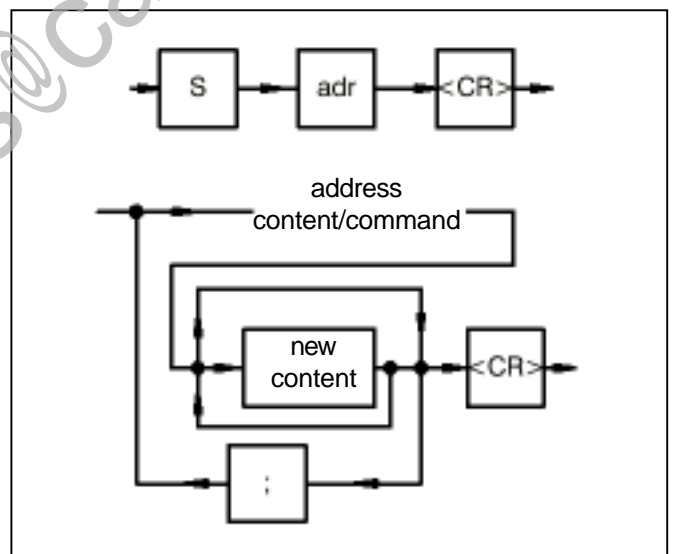 S adr <CR>
address
content/command
new
content
<CR>
;